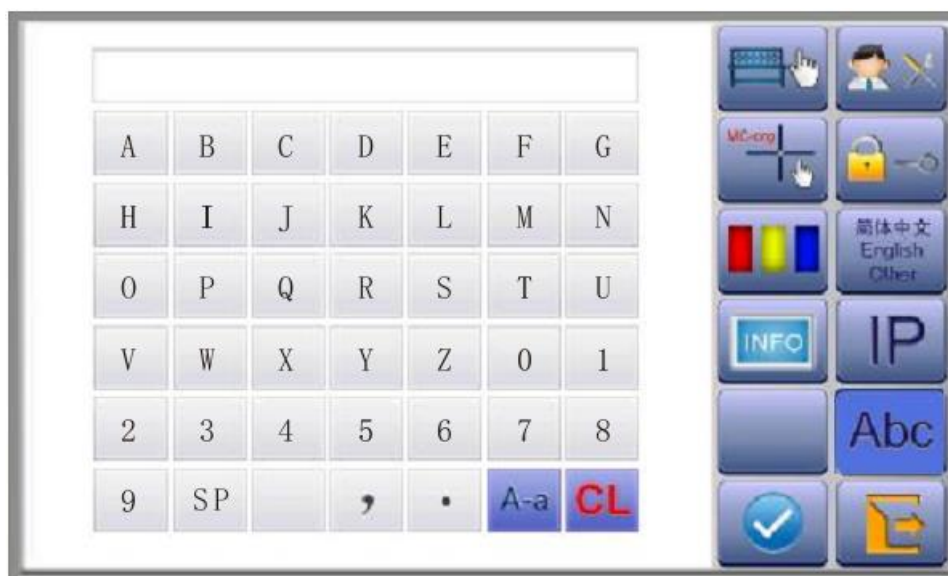 A B C D E F G
H I J K L M N
O P Q R S T U
V W X Y Z 0 1
2 3 4 5 6 7 8
9 SP , . A-a CL
MC-org
简体中文
English
Other
INFO
IP
Abc